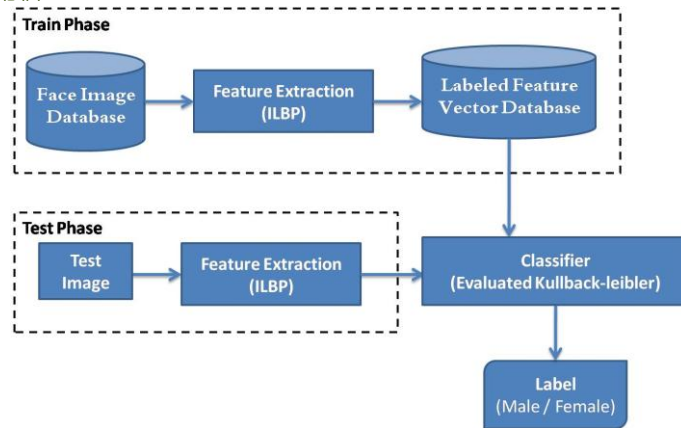 Train Phase
Face Image
Database
Feature Extraction
(ILBP)
Labeled Feature
Vector Database
Test Phase
Test
Image
Feature Extraction
(ILBP)
Classifier
(Evaluated Kullback-leibler)
Label
(Male / Female)